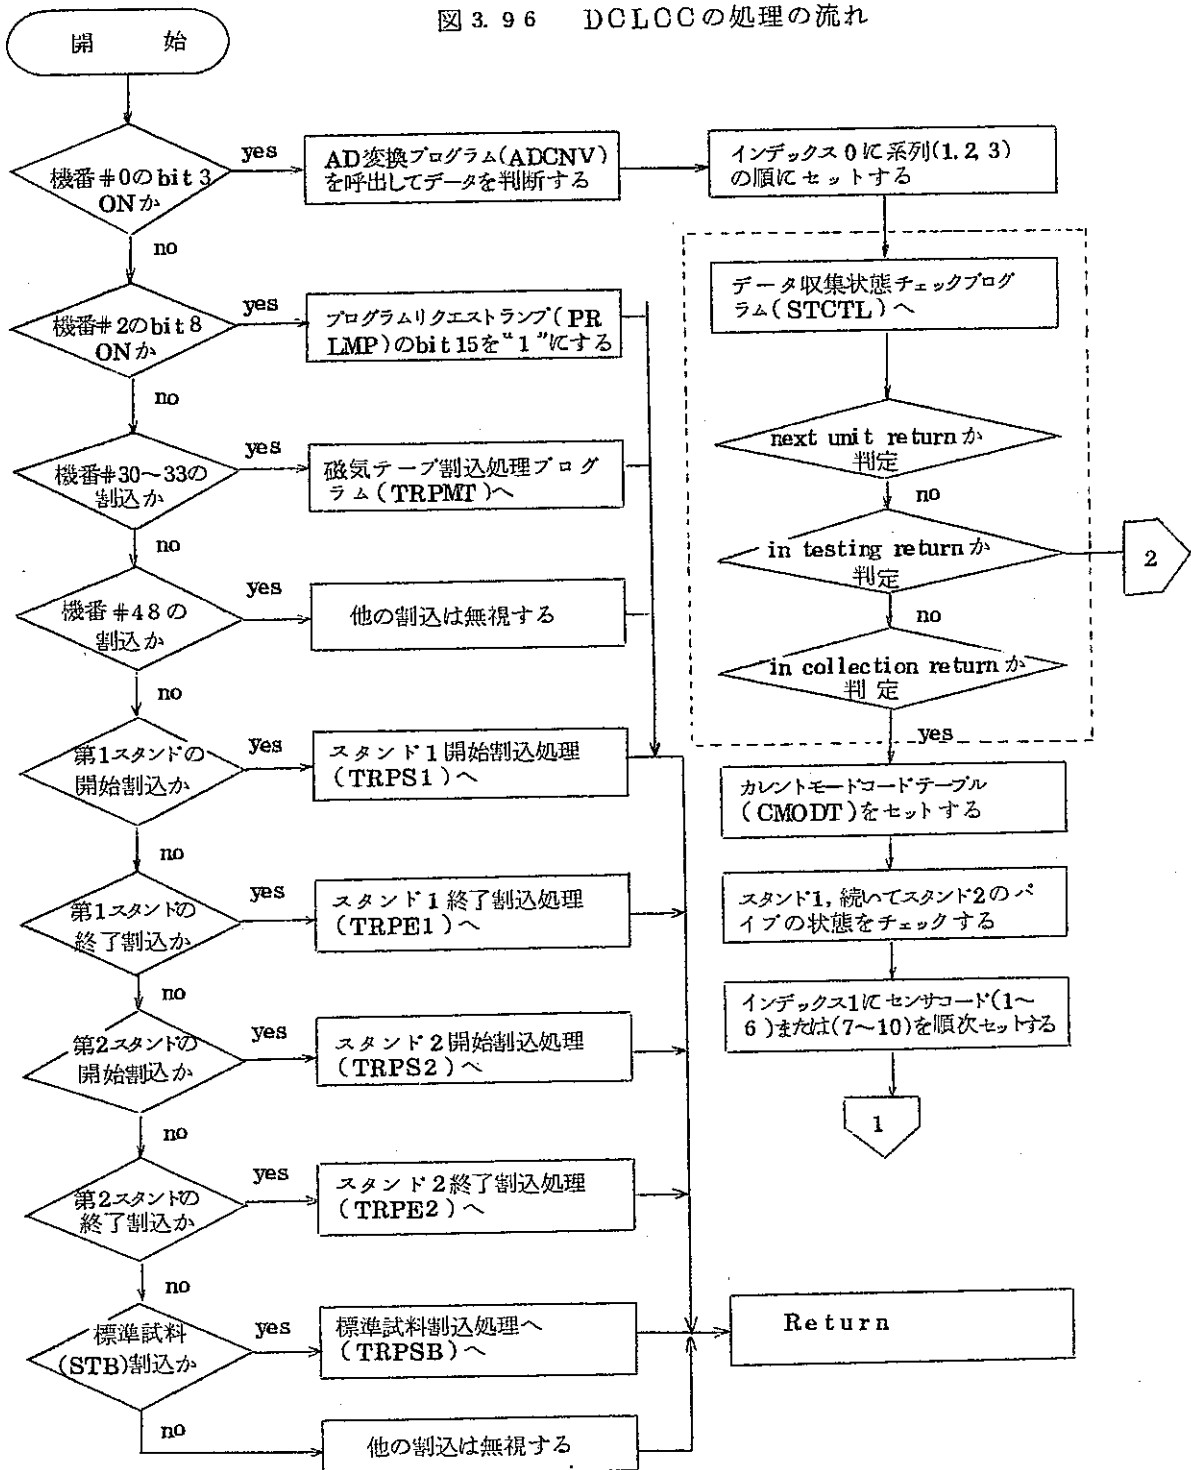 図 3. 9 6 DCLCCの処理の流れ
開 始
機番#0のbit 3
ONか
yes
no
AD変換プログラム(ADCNV)
を呼出してデータを判断する
インデックス0に系列(1. 2. 3)
の順にセットする
機番#2のbit 8
ONか
yes
no
プログラムリクエストランプ(PR
LMP)のbit 15を“1”にする
機番#30~33の
割込か
yes
no
磁気テープ割込処理プログ
ラム(TRPMT)へ
機番#48の
割込か
yes
no
他の割込は無視する
第1スタンドの
開始割込か
yes
no
スタンド1開始割込処理
(TRPS1)へ
第1スタンドの
終了割込か
yes
no
スタンド1終了割込処理
(TRPE1)へ
第2スタンドの
開始割込か
yes
no
スタンド2開始割込処理
(TRPS2)へ
第2スタンドの
終了割込か
yes
no
スタンド2終了割込処理
(TRPE2)へ
標準試料
(STB)割込か
yes
no
標準試料割込処理へ
(TRPSB)へ
他の割込は無視する
データ収集状態チェックプログ
ラム(STCTL)へ
next unit returnか
判定
no
in testing returnか
判定
2
no
in collection returnか
判 定
yes
カレントモードコードテーブル
(CMODT)をセットする
スタンド1, 続いてスタンド2のパ
イプの状態をチェックする
インデックス1にセンサコード(1~
6)または(7~10)を順次セットする
1
Return